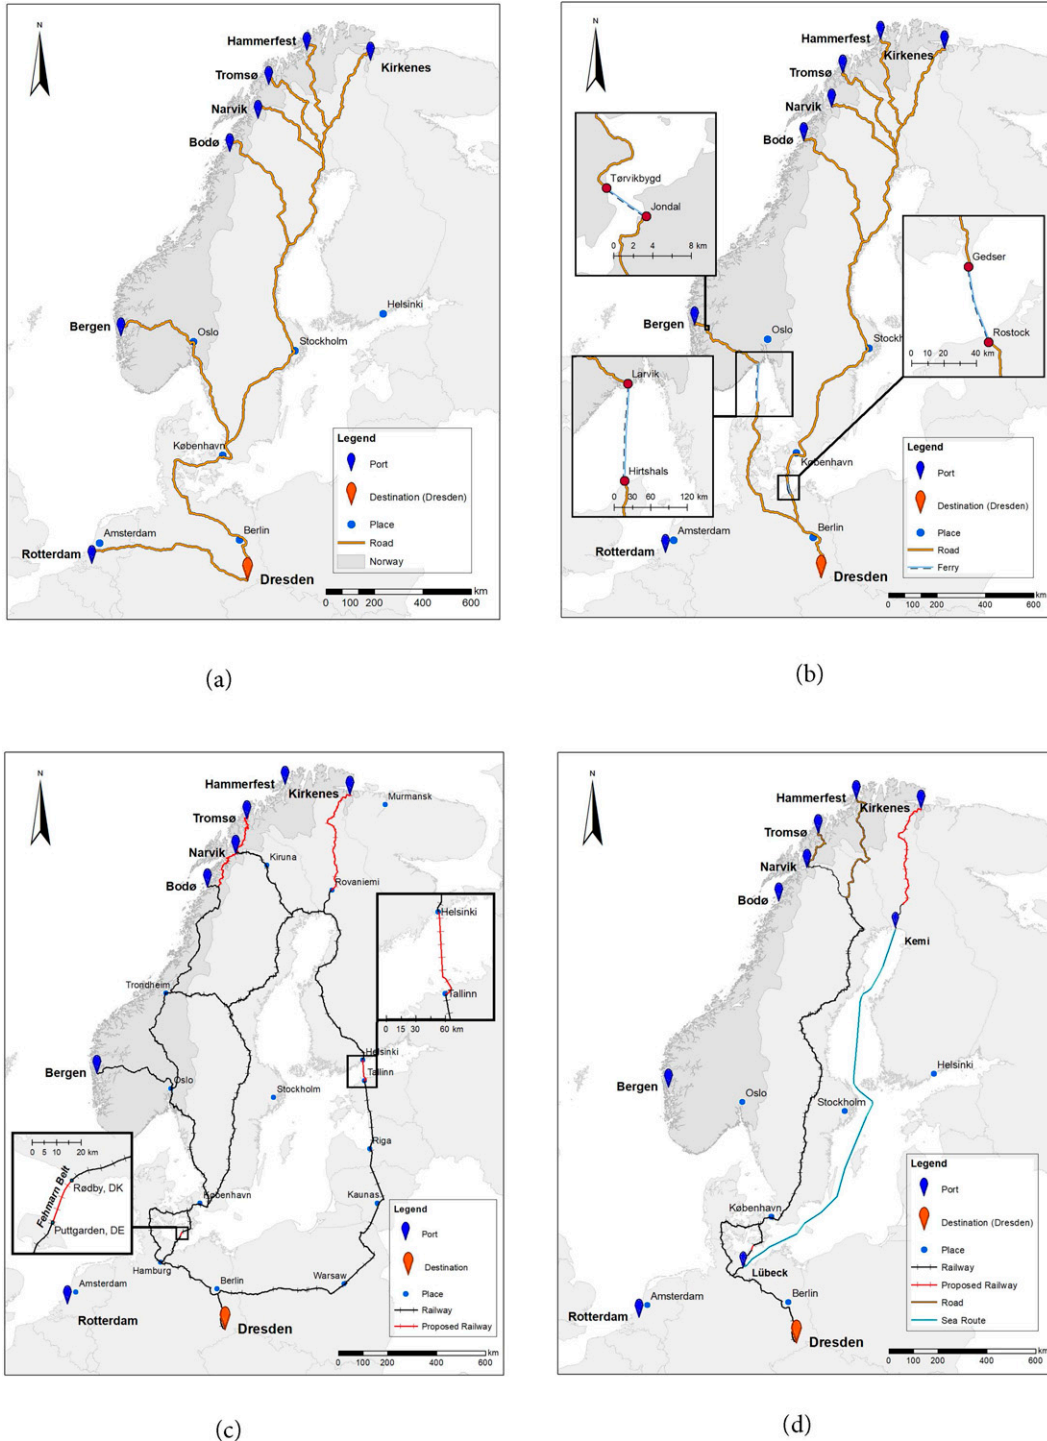 N
Hammerfest
Kirkenes
Tromsø
Narvik
Bodø
Helsinki
Bergen
Oslo
Stockholm
København
Legend
Port
Destination (Dresden)
Place
Road
Norway
Amsterdam
Berlin
Rotterdam
Dresden
km
0 100 200 400 600
(a)
N
Hammerfest
Kirkenes
Tromsø
Narvik
Bodø
Tørvikbygd
Jondal
0 2 4 8 km
Gedser
Rostock
0 10 20 40 km
Bergen
Oslo
Stockh
Larvik
Hirtshals
0 30 60 120 km
København
Legend
Port
Destination (Dresden)
Place
Road
Ferry
Amsterdam
Berlin
Rotterdam
Dresden
km
0 100 200 400 600
(b)
N
Hammerfest
Kirkenes
Murmansk
Tromsø
Narvik
Kiruna
Bodø
Rovaniemi
Helsinki
Tallinn
0 15 30 60 km
Trondheim
Bergen
Oslo
Stockholm
Helsinki
Tallinn
km
0 5 10 20
Fehmarn Belt
Rødby, DK
Puttgarden, DE
Riga
Kaunas
København
Legend
Port
Destination
Place
Railway
Proposed Railway
Hamburg
Berlin
Warsaw
Amsterdam
Rotterdam
Dresden
km
0 100 200 400 600
(c)
N
Hammerfest
Kirkenes
Tromsø
Narvik
Bodø
Kemi
Bergen
Oslo
Stockholm
Helsinki
København
Lübeck
Legend
Port
Destination (Dresden)
Place
Railway
Proposed Railway
Road
Sea Route
Amsterdam
Berlin
Rotterdam
Dresden
km
0 100 200 400 600
(d)